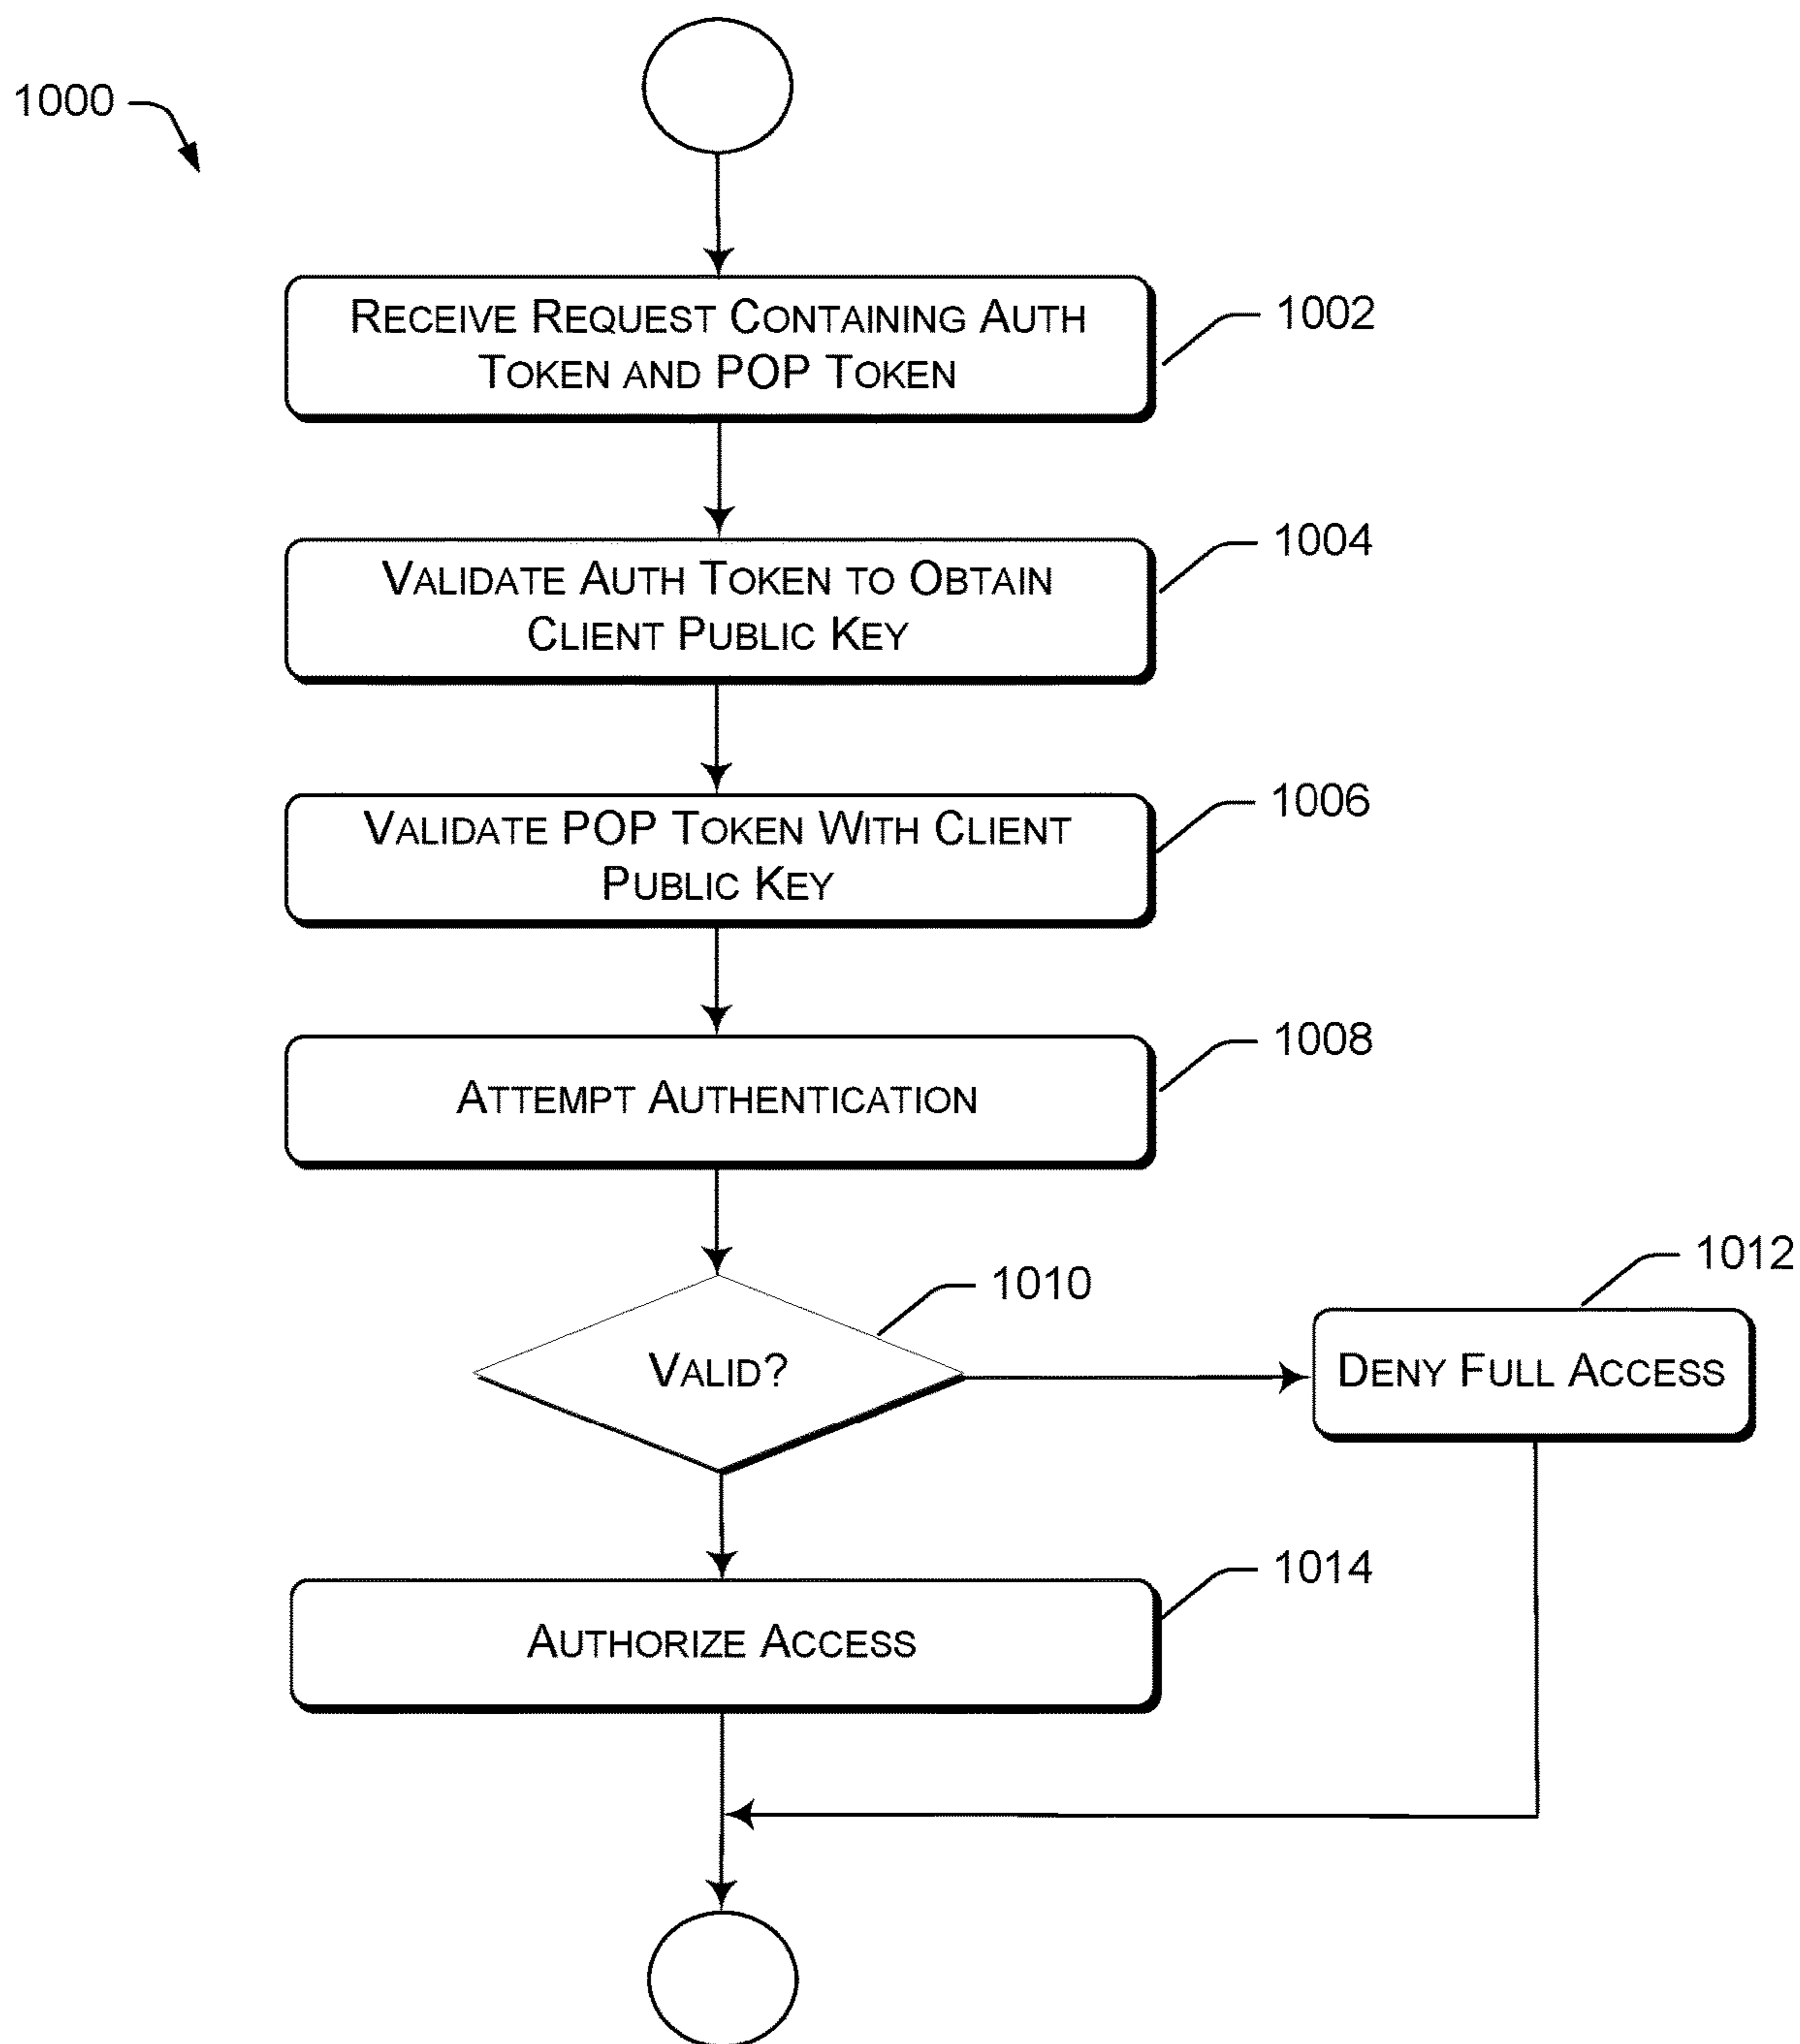 1000
RECEIVE REQUEST CONTAINING AUTH
TOKEN AND POP TOKEN
1002
VALIDATE AUTH TOKEN TO OBTAIN
CLIENT PUBLIC KEY
1004
VALIDATE POP TOKEN WITH CLIENT
PUBLIC KEY
1006
ATTEMPT AUTHENTICATION
1008
VALID?
1010
DENY FULL ACCESS
1012
AUTHORIZE ACCESS
1014